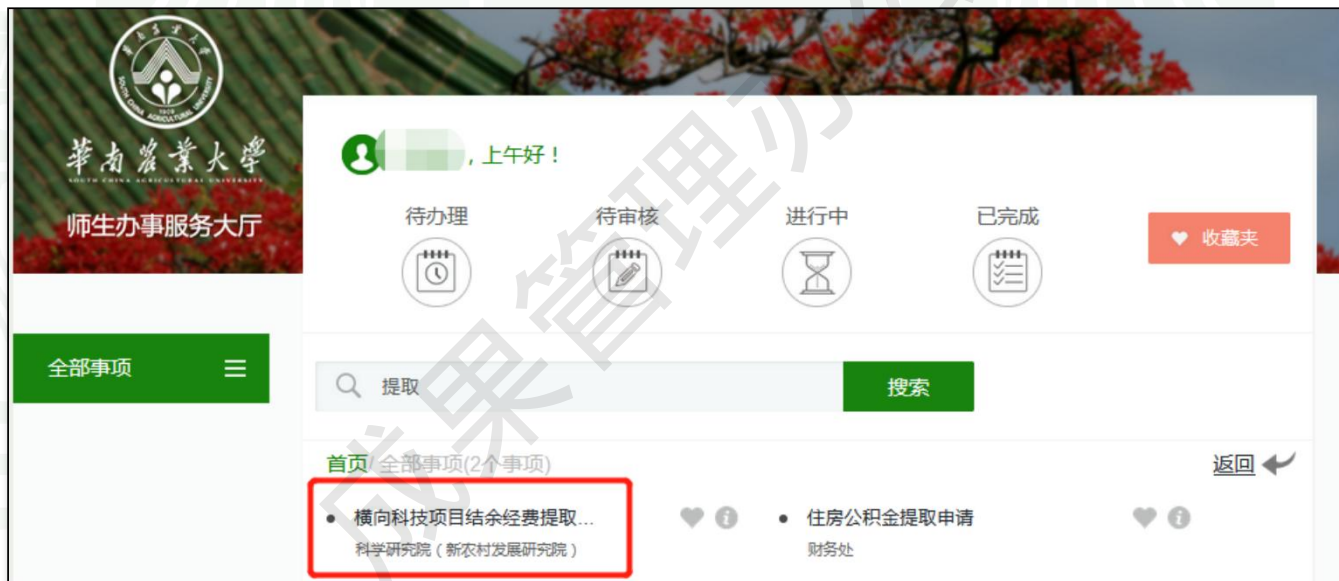 華南農業大學
SOUTH CHINA AGRICULTURAL UNIVERSITY
师生办事服务大厅
，上午好！
待办理
待审核
进行中
已完成
收藏夹
全部事项
提取
搜索
首页/ 全部事项(2个事项)
返回
横向科技项目结余经费提取...
科学研究院（新农村发展研究院）
住房公积金提取申请
财务处
成果管理办